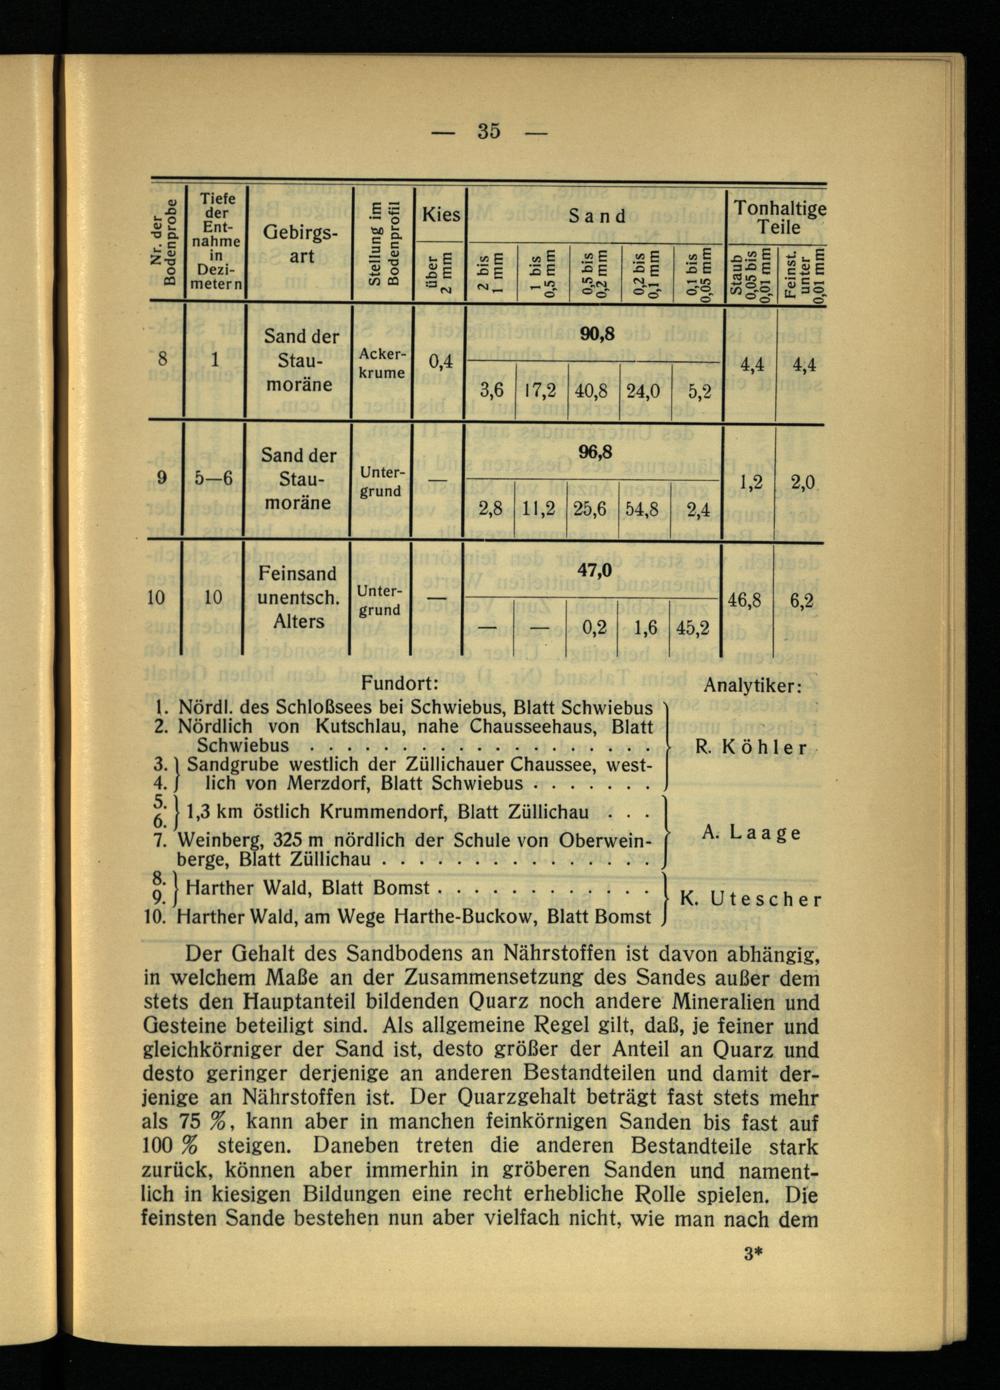 — 35 —
Nr. der Bodenprobe | Tiefe der Ent-nahme in Dezi-metern | Gebirgs-art | Stellung im Bodenprofil | Kies | Sand | Tonhaltige Teile
über 2 mm | 2 bis 1 mm | 1 bis 0,5 mm | 0,5 bis 0,2 mm | 0,2 bis 0,1 mm | 0,1 bis 0,05 mm | Staub 0,05 bis 0,01 mm | Feinst. unter 0,01 mm
8 | 1 | Sand der Stau-moräne | Acker-krume | 0,4 | 90,8 | 4,4 | 4,4
3,6 | 17,2 | 40,8 | 24,0 | 5,2
9 | 5—6 | Sand der Stau-moräne | Unter-grund | — | 96,8 | 1,2 | 2,0
2,8 | 11,2 | 25,6 | 54,8 | 2,4
10 | 10 | Feinsand unentsch. Alters | Unter-grund | — | 47,0 | 46,8 | 6,2
— | — | 0,2 | 1,6 | 45,2
Fundort: Analytiker:
1. Nördl. des Schloßsees bei Schwiebus, Blatt Schwiebus
2. Nördlich von Kutschlau, nahe Chausseehaus, Blatt
Schwiebus . . . . . . . . . . . . . . . . . . . R. Köhler
3. } Sandgrube westlich der Züllichauer Chaussee, west-
4. } lich von Merzdorf, Blatt Schwiebus . . . . . . .
5. }
6. } 1,3 km östlich Krummendorf, Blatt Züllichau . . .
7. Weinberg, 325 m nördlich der Schule von Oberwein- A. Laage
berge, Blatt Züllichau . . . . . . . . . . . . . . .
8. }
9. } Harther Wald, Blatt Bomst . . . . . . . . . . . . K. Utescher
10. Harther Wald, am Wege Harthe-Buckow, Blatt Bomst
Der Gehalt des Sandbodens an Nährstoffen ist davon abhängig,
in welchem Maße an der Zusammensetzung des Sandes außer dem
stets den Hauptanteil bildenden Quarz noch andere Mineralien und
Gesteine beteiligt sind. Als allgemeine Regel gilt, daß, je feiner und
gleichkörniger der Sand ist, desto größer der Anteil an Quarz und
desto geringer derjenige an anderen Bestandteilen und damit der-
jenige an Nährstoffen ist. Der Quarzgehalt beträgt fast stets mehr
als 75 %, kann aber in manchen feinkörnigen Sanden bis fast auf
100 % steigen. Daneben treten die anderen Bestandteile stark
zurück, können aber immerhin in gröberen Sanden und nament-
lich in kiesigen Bildungen eine recht erhebliche Rolle spielen. Die
feinsten Sande bestehen nun aber vielfach nicht, wie man nach dem
3*